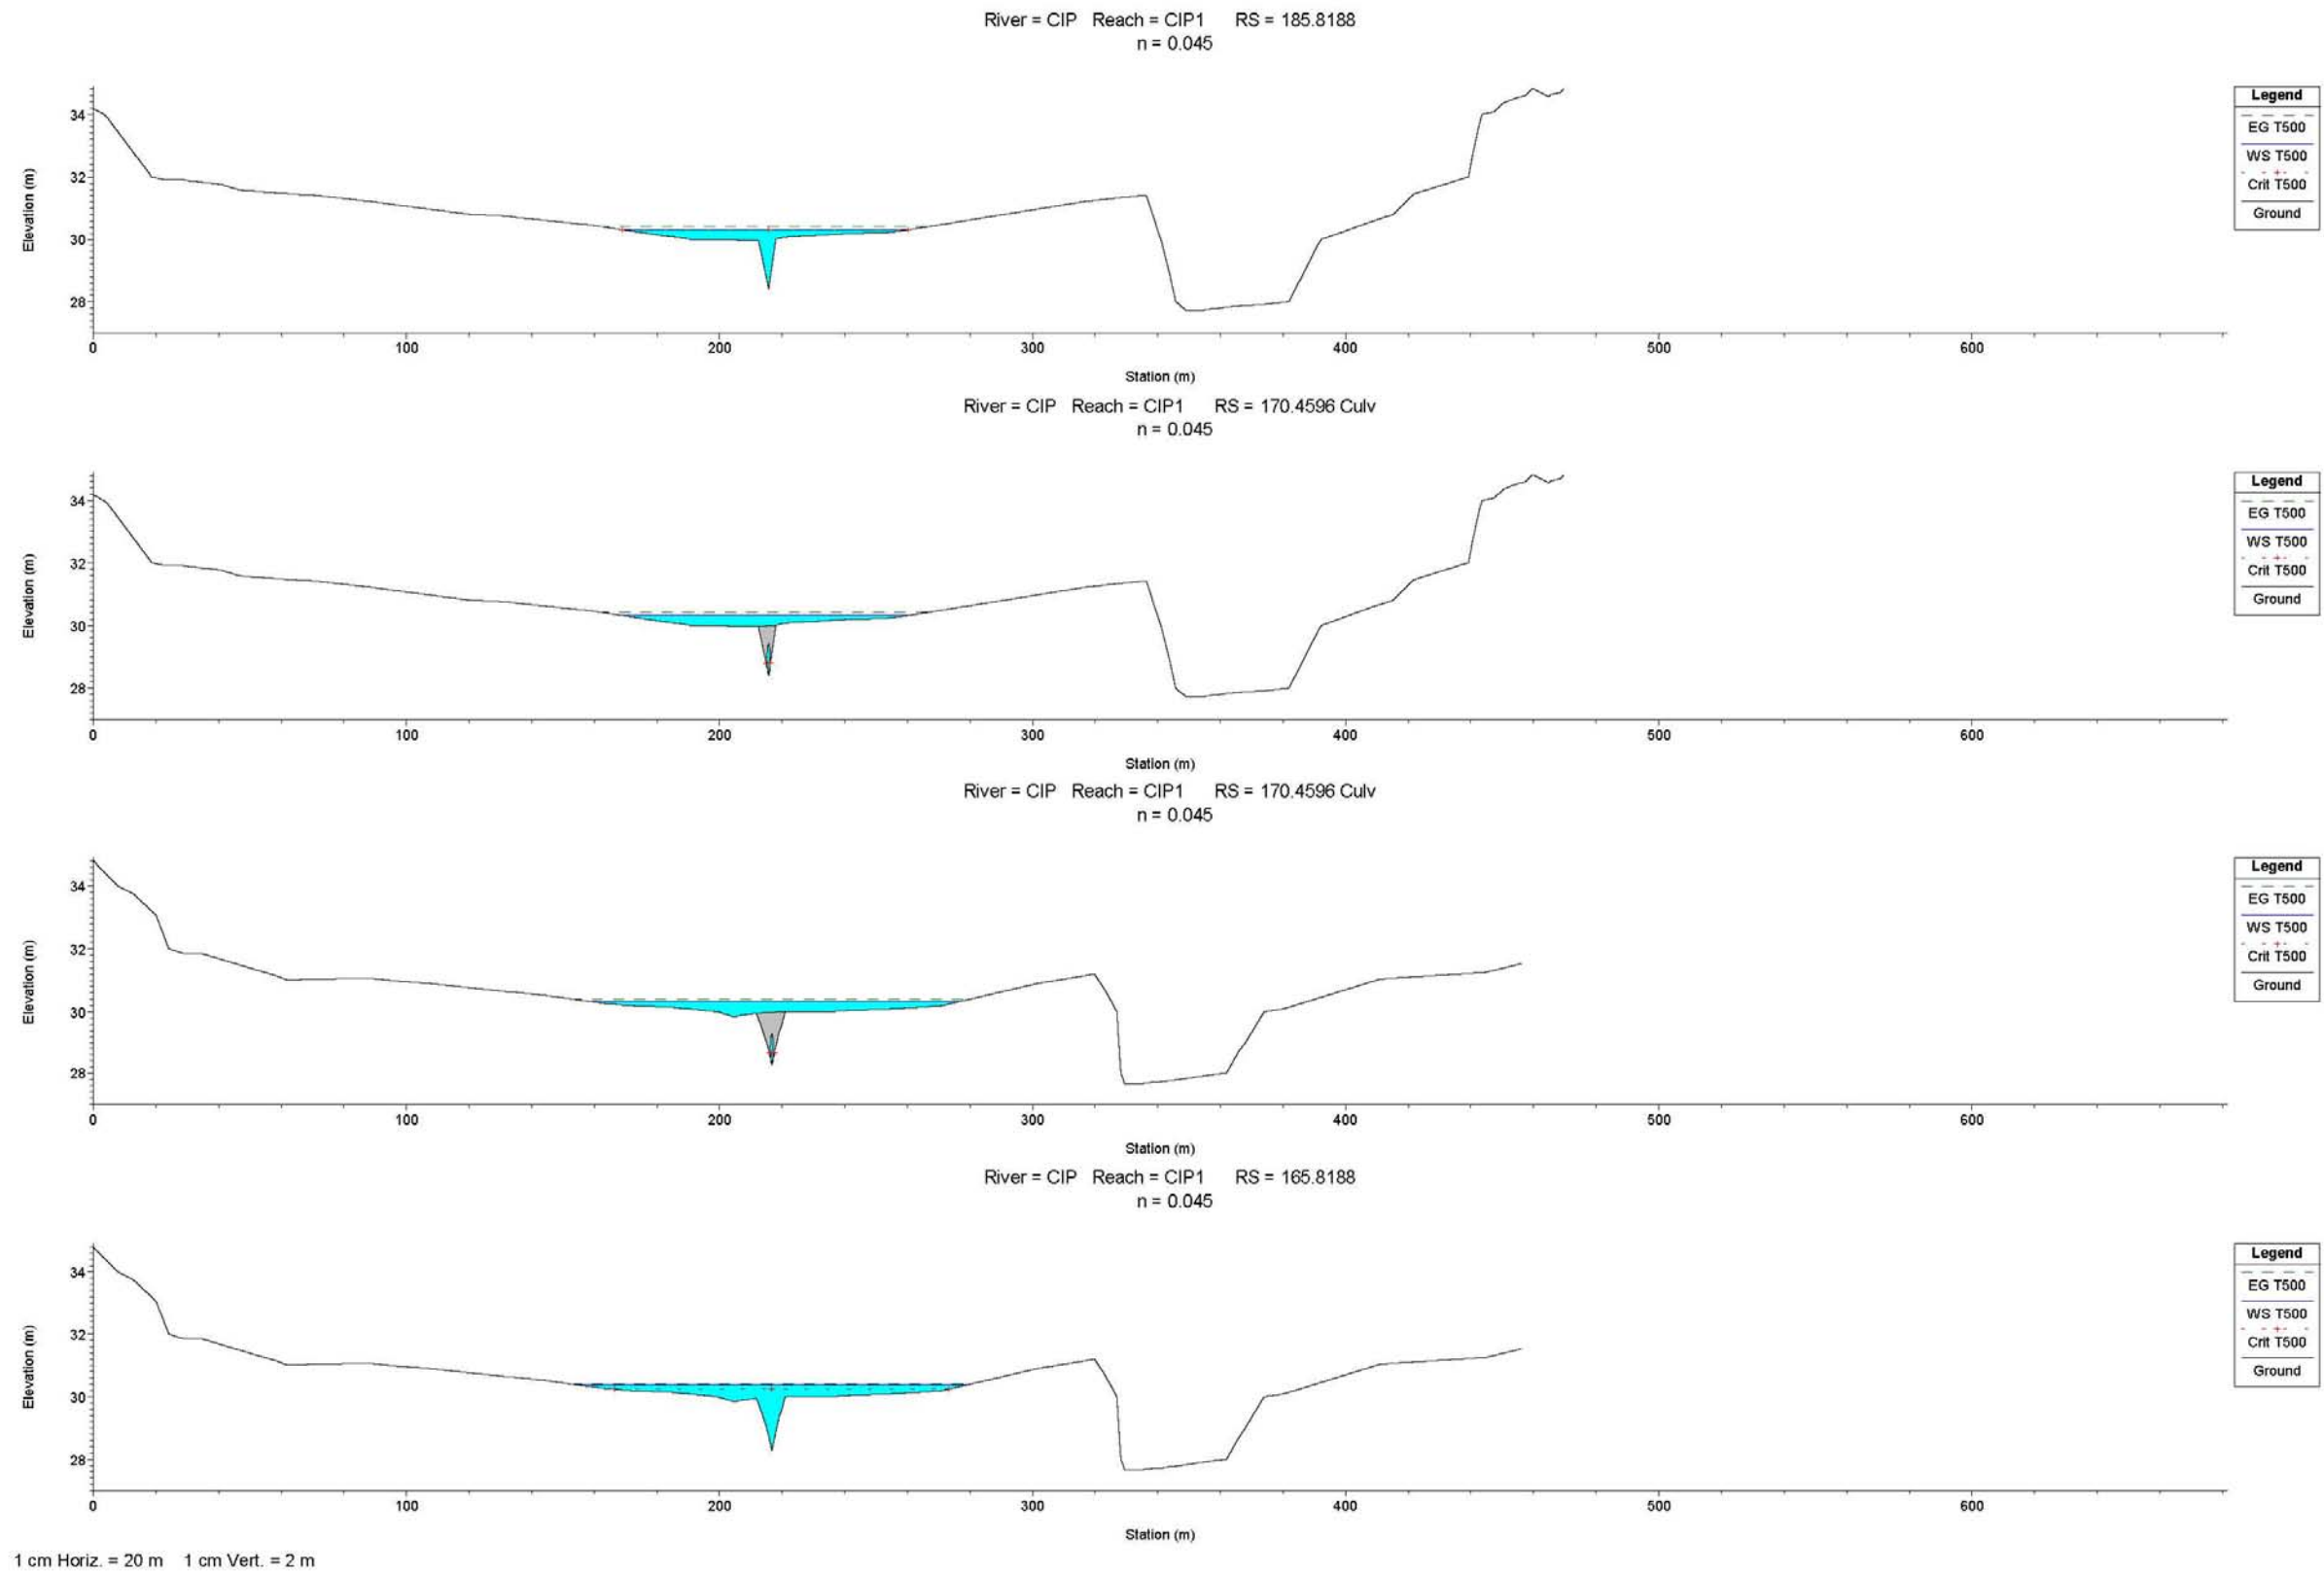 River = CIP   Reach = CIP1      RS = 185.8188
n = 0.045
34
32
30
28
Elevation (m)
0 100 200 300 400 500 600
Station (m)
Legend
EG T500
WS T500
Crit T500
Ground
River = CIP   Reach = CIP1      RS = 170.4596 Culv
n = 0.045
34
32
30
28
Elevation (m)
0 100 200 300 400 500 600
Station (m)
Legend
EG T500
WS T500
Crit T500
Ground
River = CIP   Reach = CIP1      RS = 170.4596 Culv
n = 0.045
34
32
30
28
Elevation (m)
0 100 200 300 400 500 600
Station (m)
Legend
EG T500
WS T500
Crit T500
Ground
River = CIP   Reach = CIP1      RS = 165.8188
n = 0.045
34
32
30
28
Elevation (m)
0 100 200 300 400 500 600
Station (m)
Legend
EG T500
WS T500
Crit T500
Ground
1 cm Horiz. = 20 m    1 cm Vert. = 2 m